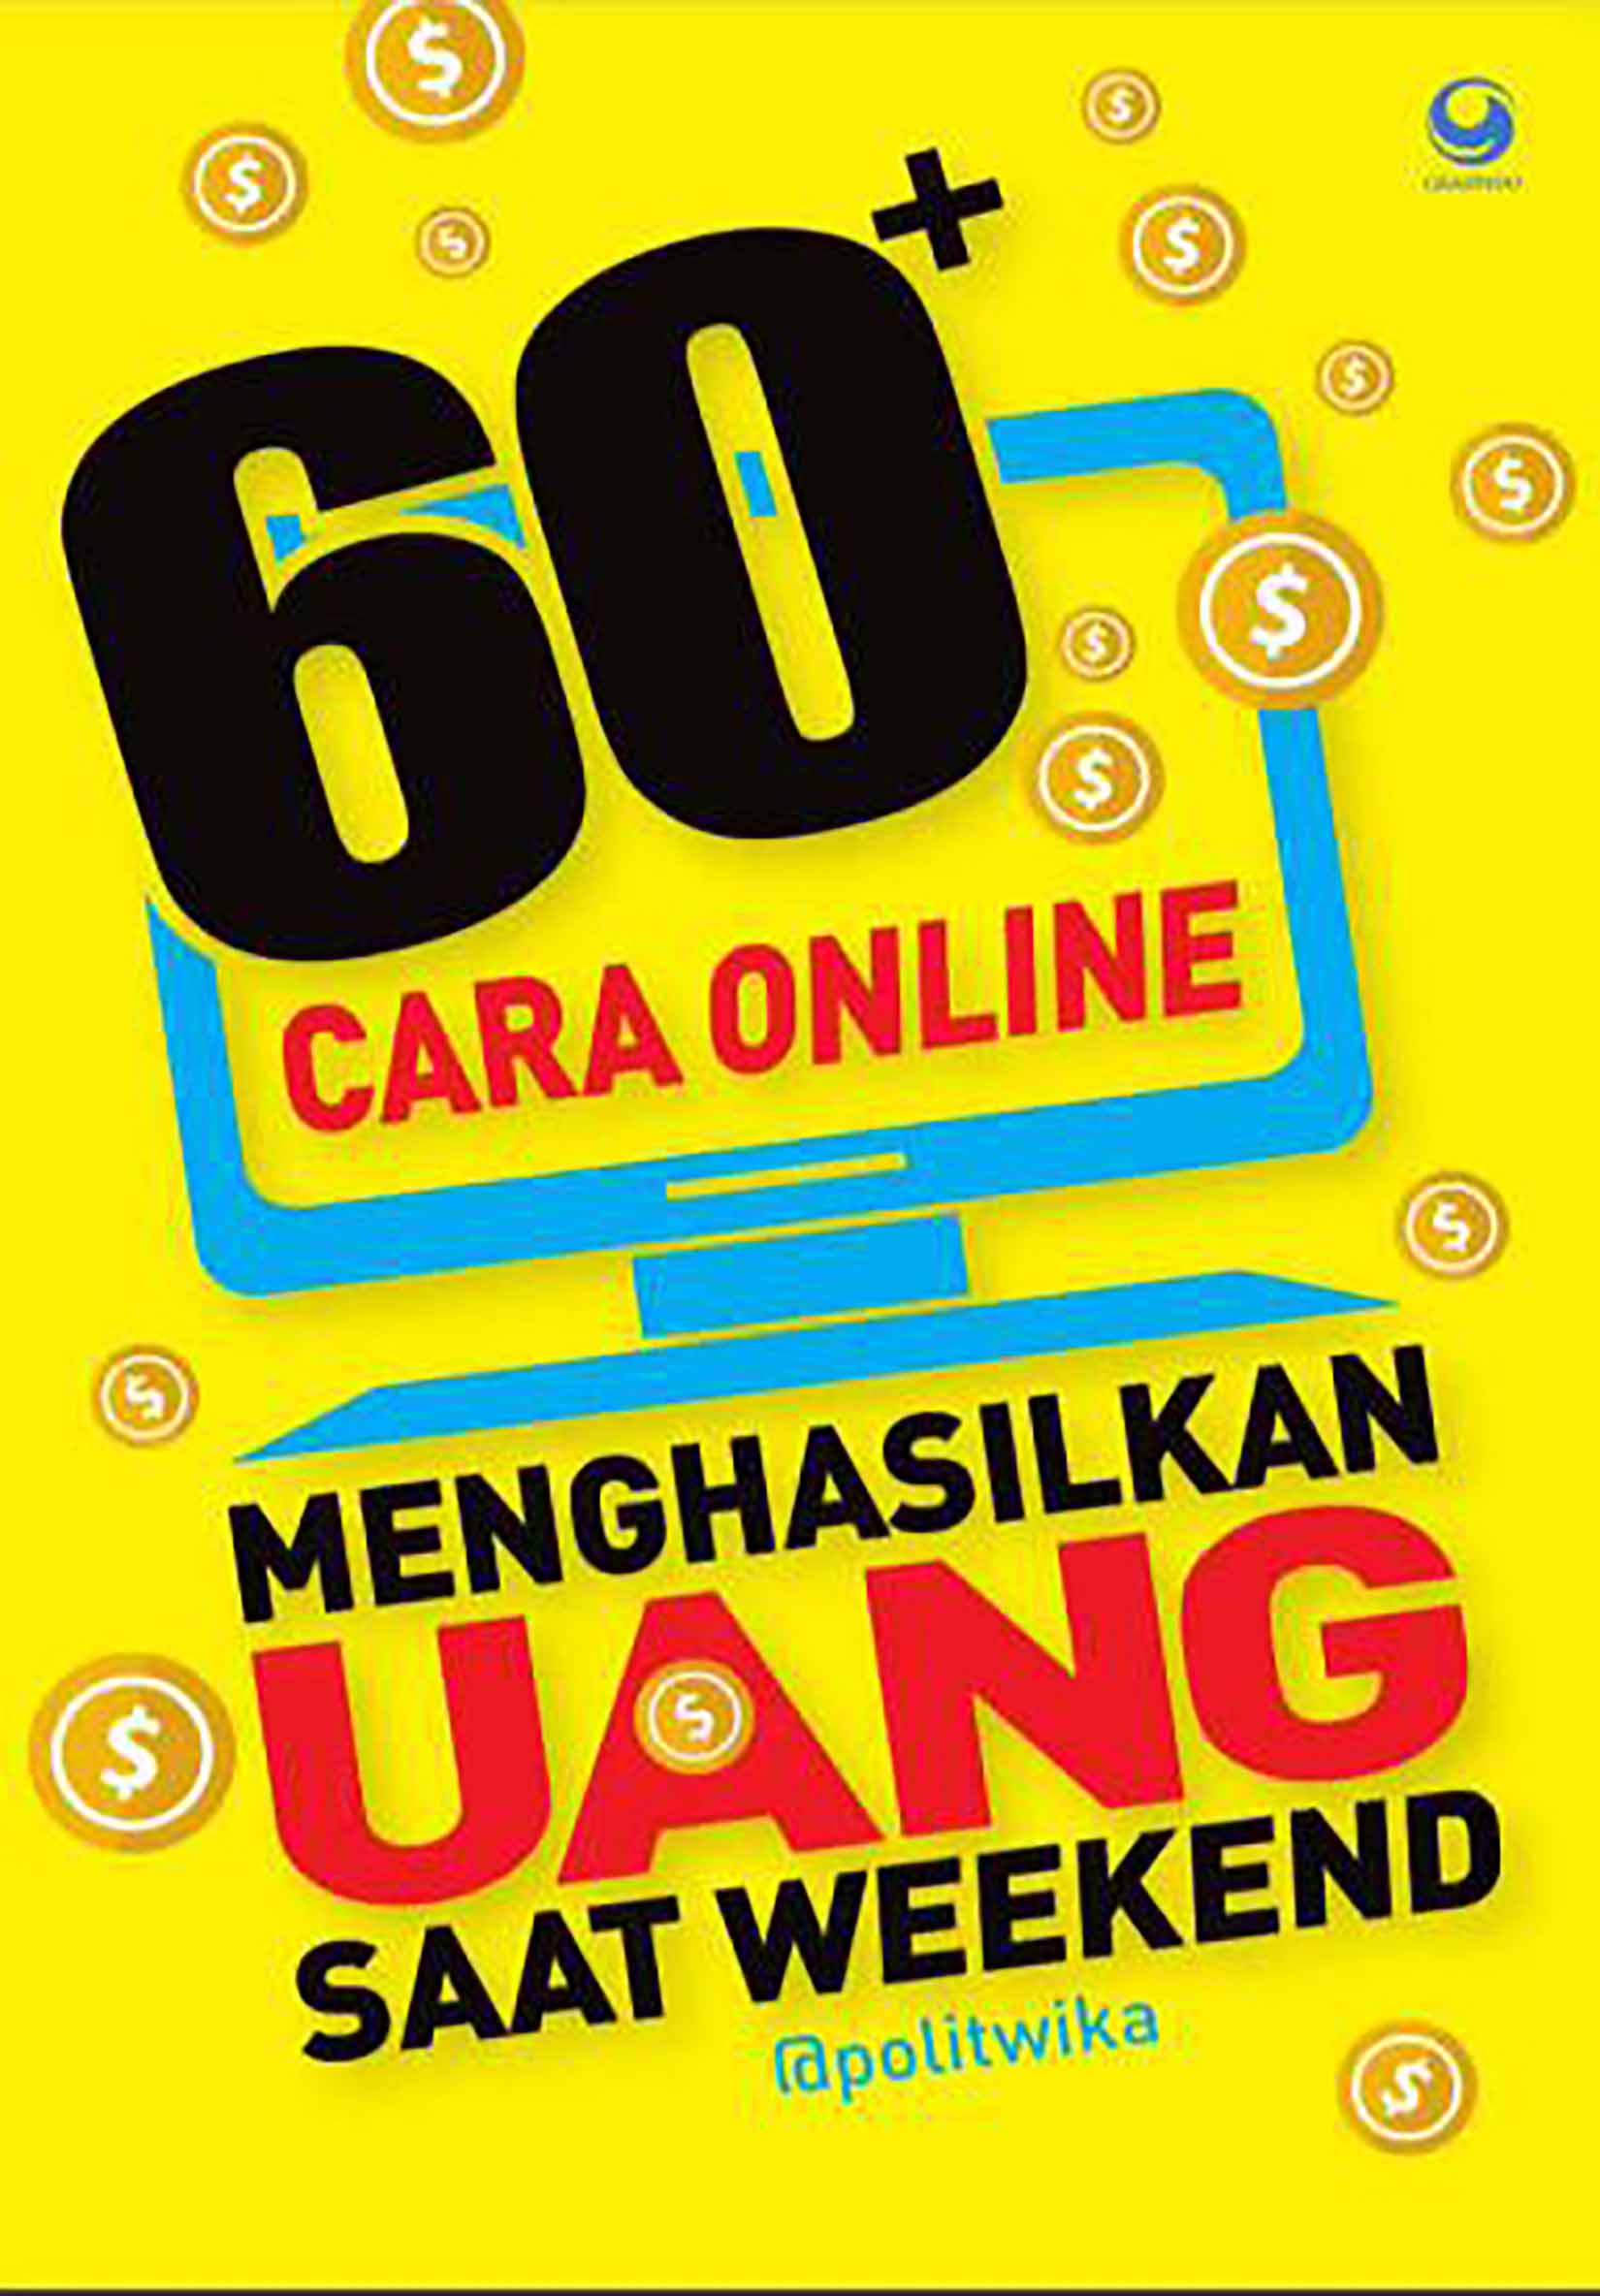 60+
CARA ONLINE
MENGHASILKAN
UANG
SAAT WEEKEND
@politwika